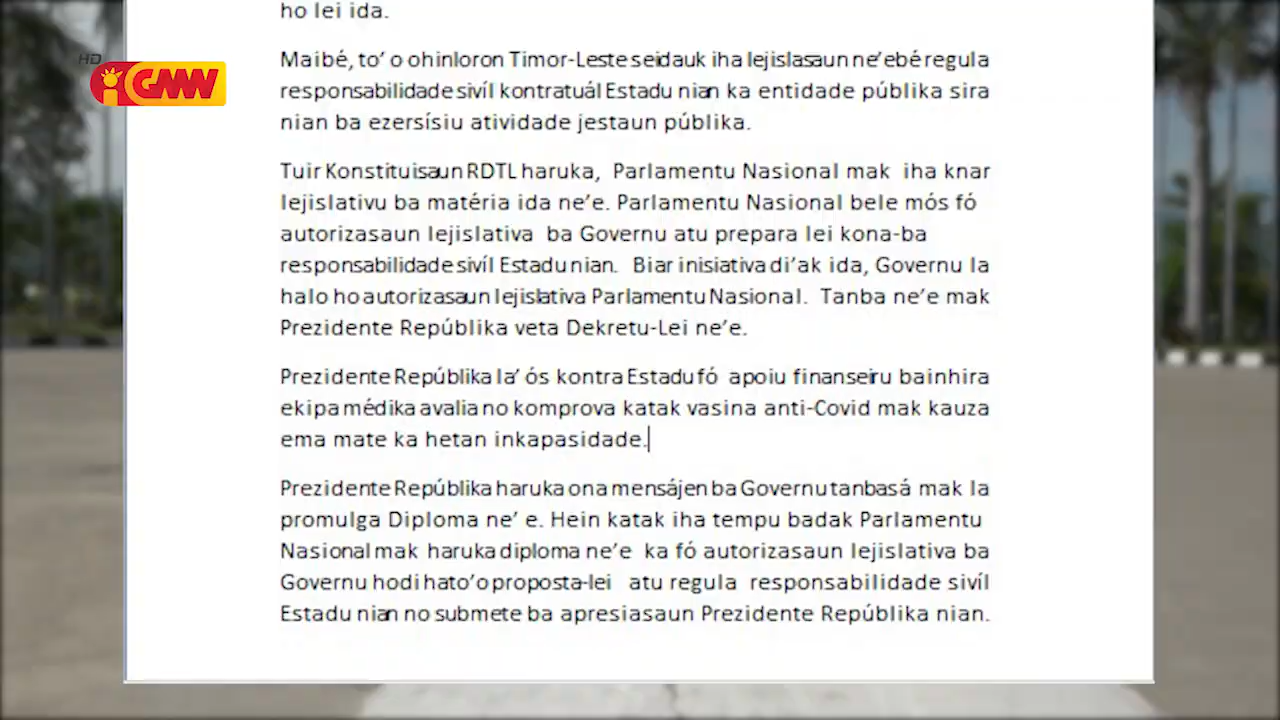 ho lei ida.
HD
GMW
Maibé, to’ o ohinloron Timor-Leste seidauk iha lejislasaun ne’ebé regula
responsabilidade sivíl kontratuál Estadu nian ka entidade públika sira
nian ba ezersísiu atividade jestaun públika.
Tuir Konstituisaun RDTL haruka, Parlamentu Nasional mak iha knar
lejislativu ba matéria ida ne’e. Parlamentu Nasional bele mós fó
autorizasaun lejislativa ba Governu atu prepara lei kona-ba
responsabilidade sivíl Estadu nian. Biar inisiativa di’ak ida, Governu la
halo ho autorizasaun lejislativa Parlamentu Nasional. Tanba ne’e mak
Prezidente Repúblika veta Dekretu-Lei ne’e.
Prezidente Repúblika la’ ós kontra Estadu fó apoiu finanseiru bainhira
ekipa médika avalia no komprova katak vasina anti-Covid mak kauza
ema mate ka hetan inkapasidade.
Prezidente Repúblika haruka ona mensájen ba Governu tanbasá mak la
promulga Diploma ne’ e. Hein katak iha tempu badak Parlamentu
Nasional mak haruka diploma ne’e ka fó autorizasaun lejislativa ba
Governu hodi hato’o proposta-lei atu regula responsabilidade sivíl
Estadu nian no submete ba apresiasaun Prezidente Repúblika nian.